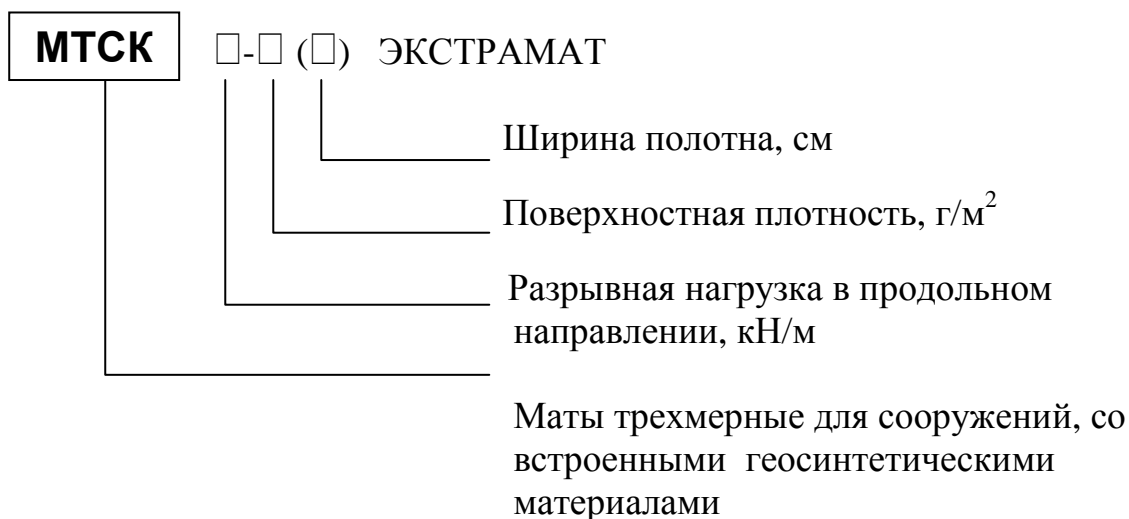 МТСК □-□ (□) ЭКСТРАМАТ
Ширина полотна, см
Поверхностная плотность, г/м²
Разрывная нагрузка в продольном
направлении, кН/м
Маты трехмерные для сооружений, со
встроенными геосинтетическими
материалами